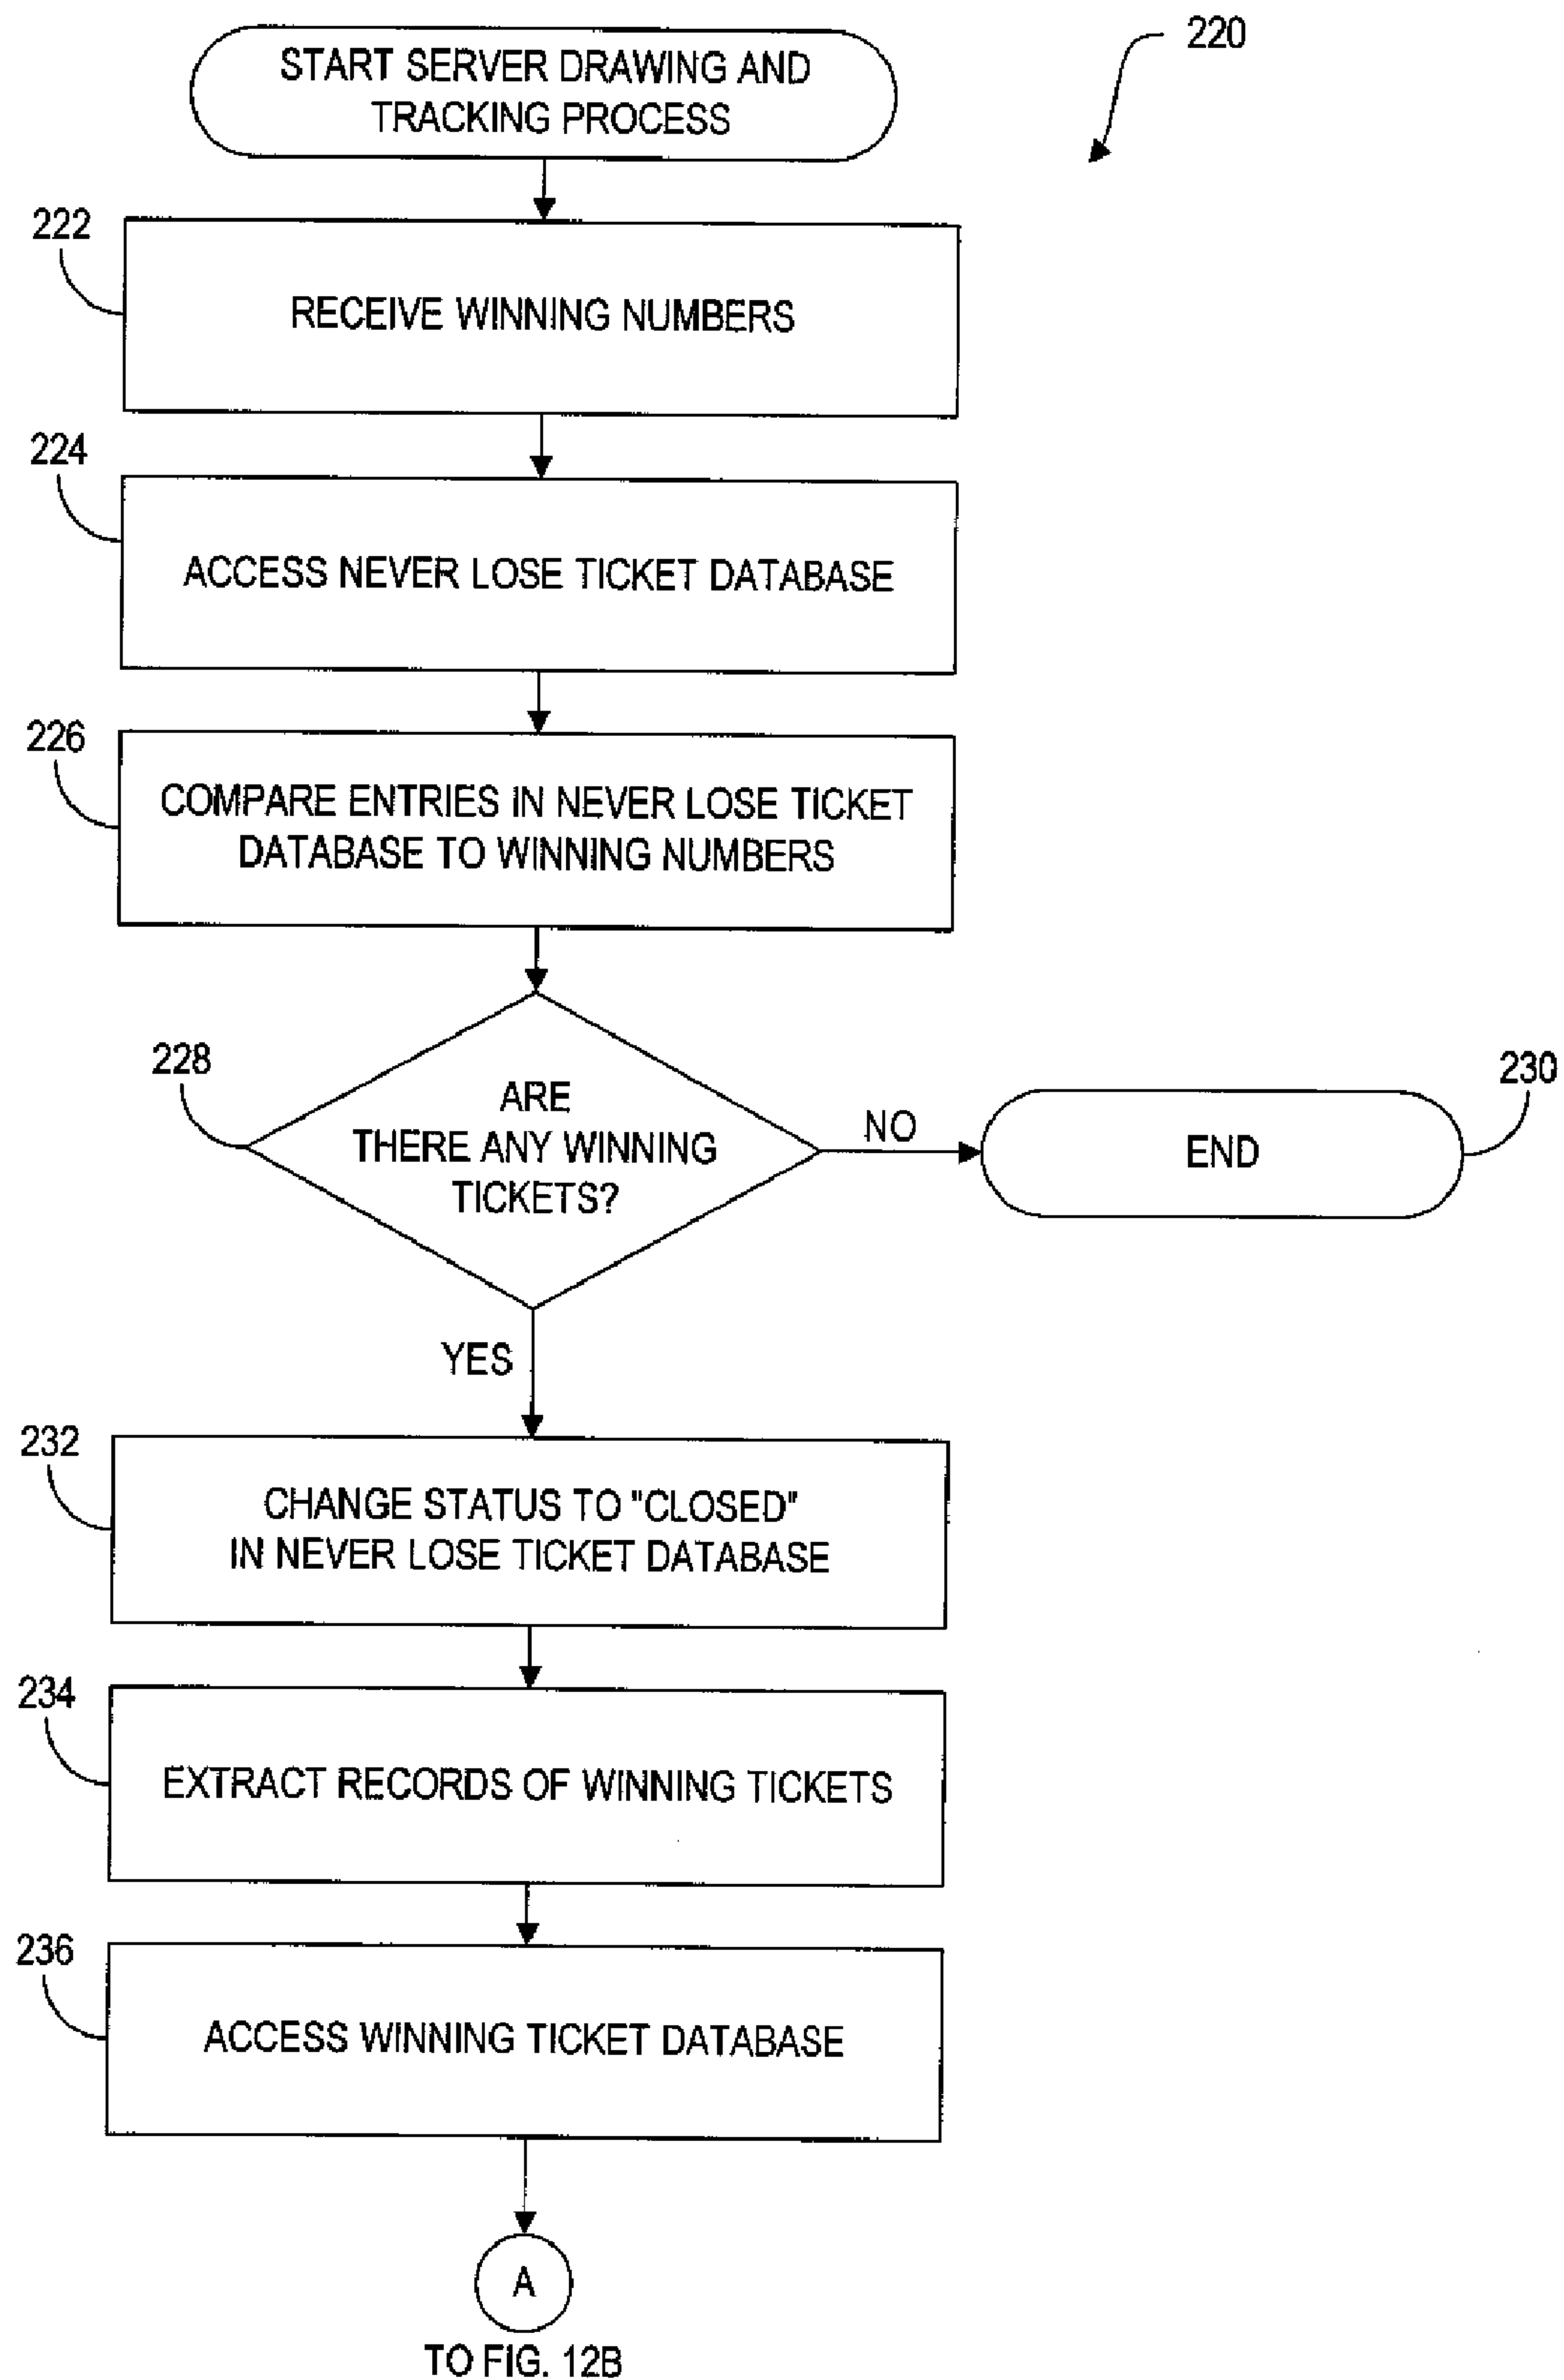 220
START SERVER DRAWING AND
TRACKING PROCESS
222
RECEIVE WINNING NUMBERS
224
ACCESS NEVER LOSE TICKET DATABASE
226
COMPARE ENTRIES IN NEVER LOSE TICKET
DATABASE TO WINNING NUMBERS
228
ARE
THERE ANY WINNING
TICKETS?
NO
230
END
YES
232
CHANGE STATUS TO "CLOSED"
IN NEVER LOSE TICKET DATABASE
234
EXTRACT RECORDS OF WINNING TICKETS
236
ACCESS WINNING TICKET DATABASE
A
TO FIG. 12B